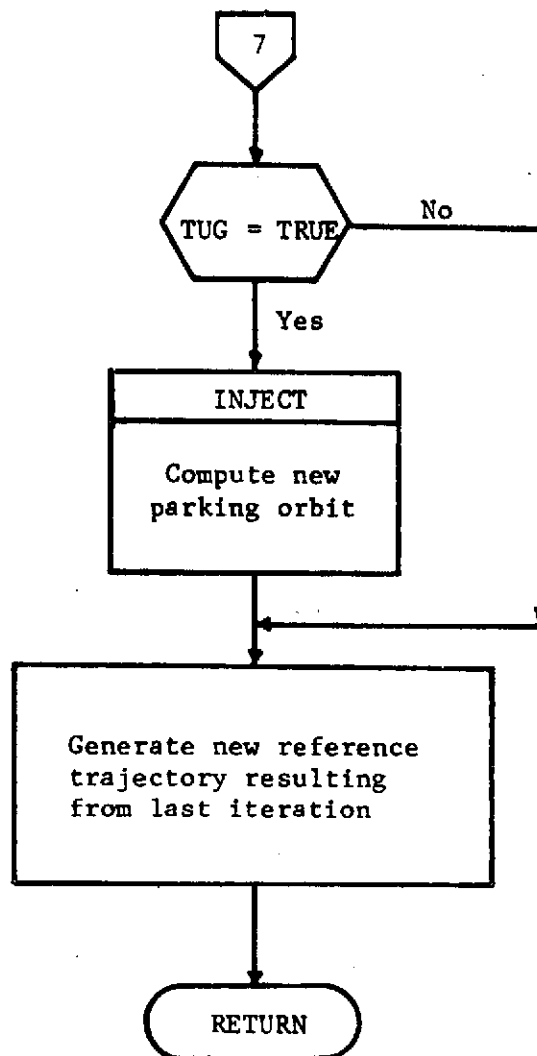 7
TUG = TRUE
No
Yes
INJECT
Compute new
parking orbit
Generate new reference
trajectory resulting
from last iteration
RETURN